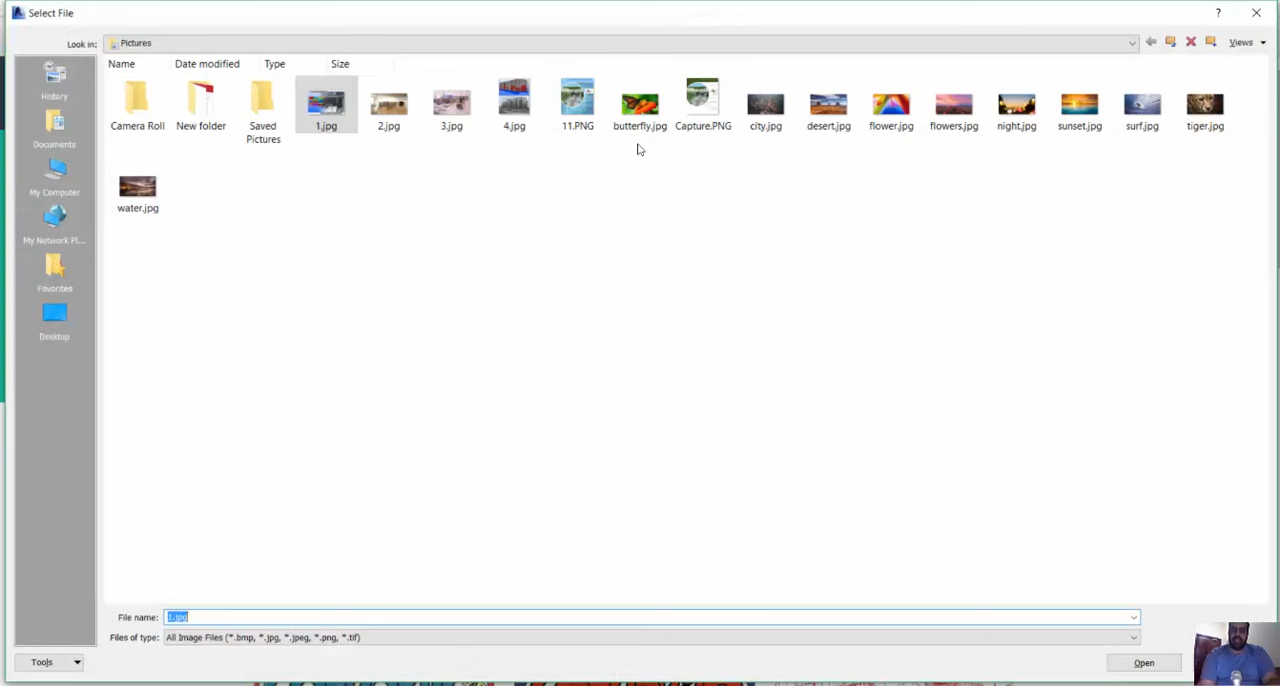 Select File
?
Look in: Pictures
Views
Name Date modified Type Size
History
Documents
My Computer
My Network Pl...
Favorites
Desktop
Camera Roll New folder Saved Pictures 1.jpg 2.jpg 3.jpg 4.jpg 11.PNG butterfly.jpg Capture.PNG city.jpg desert.jpg flower.jpg flowers.jpg night.jpg sunset.jpg surf.jpg tiger.jpg
water.jpg
File name: 1.jpg
Files of type: All Image Files (*.bmp, *.jpg, *.jpeg, *.png, *.tif)
Tools Open